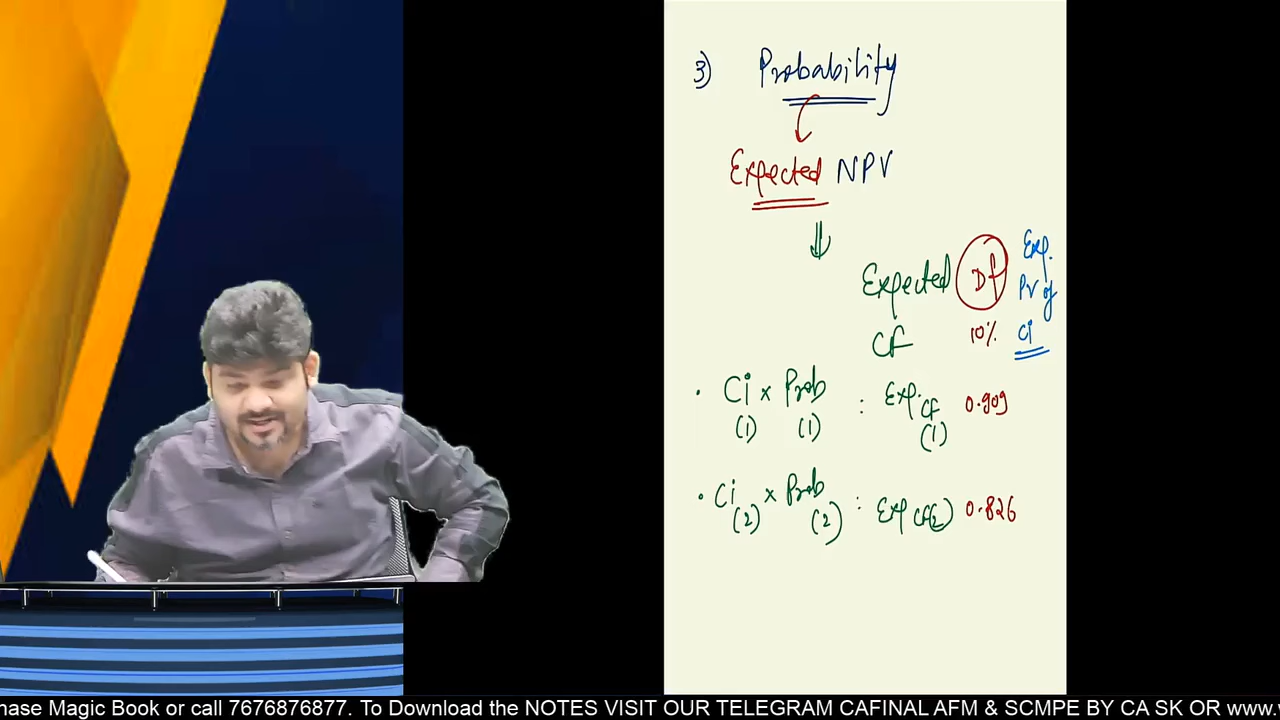 3) Probability
Expected NPV
Expected Df Exp.
CF 10% PV of
Ci
. Ci x Prob : Exp. CF 0.909
(1) (1) (1)
. Ci x Prob : Exp CF(2) 0.826
(2) (2)
hase Magic Book or call 7676876877. To Download the NOTES VISIT OUR TELEGRAM CAFINAL AFM & SCMPE BY CA SK OR www.